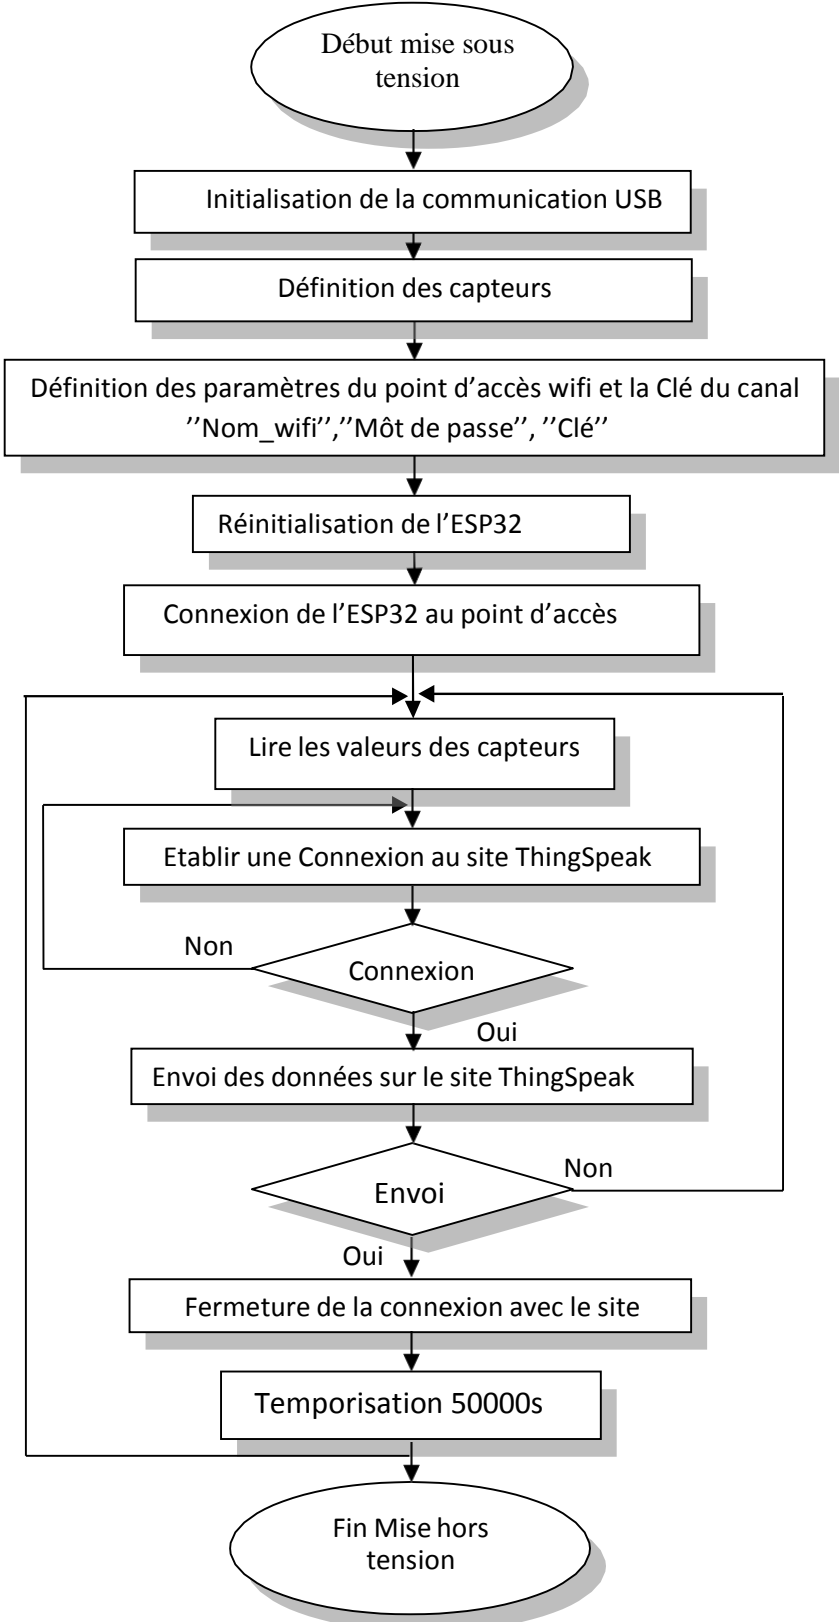 Début mise sous
tension
Initialisation de la communication USB
Définition des capteurs
Définition des paramètres du point d’accès wifi et la Clé du canal
’’Nom_wifi’’,’’Môt de passe’’, ’’Clé’’
Réinitialisation de l’ESP32
Connexion de l’ESP32 au point d’accès
Lire les valeurs des capteurs
Etablir une Connexion au site ThingSpeak
Non
Connexion
Oui
Envoi des données sur le site ThingSpeak
Non
Envoi
Oui
Fermeture de la connexion avec le site
Temporisation 50000s
Fin Mise hors
tension